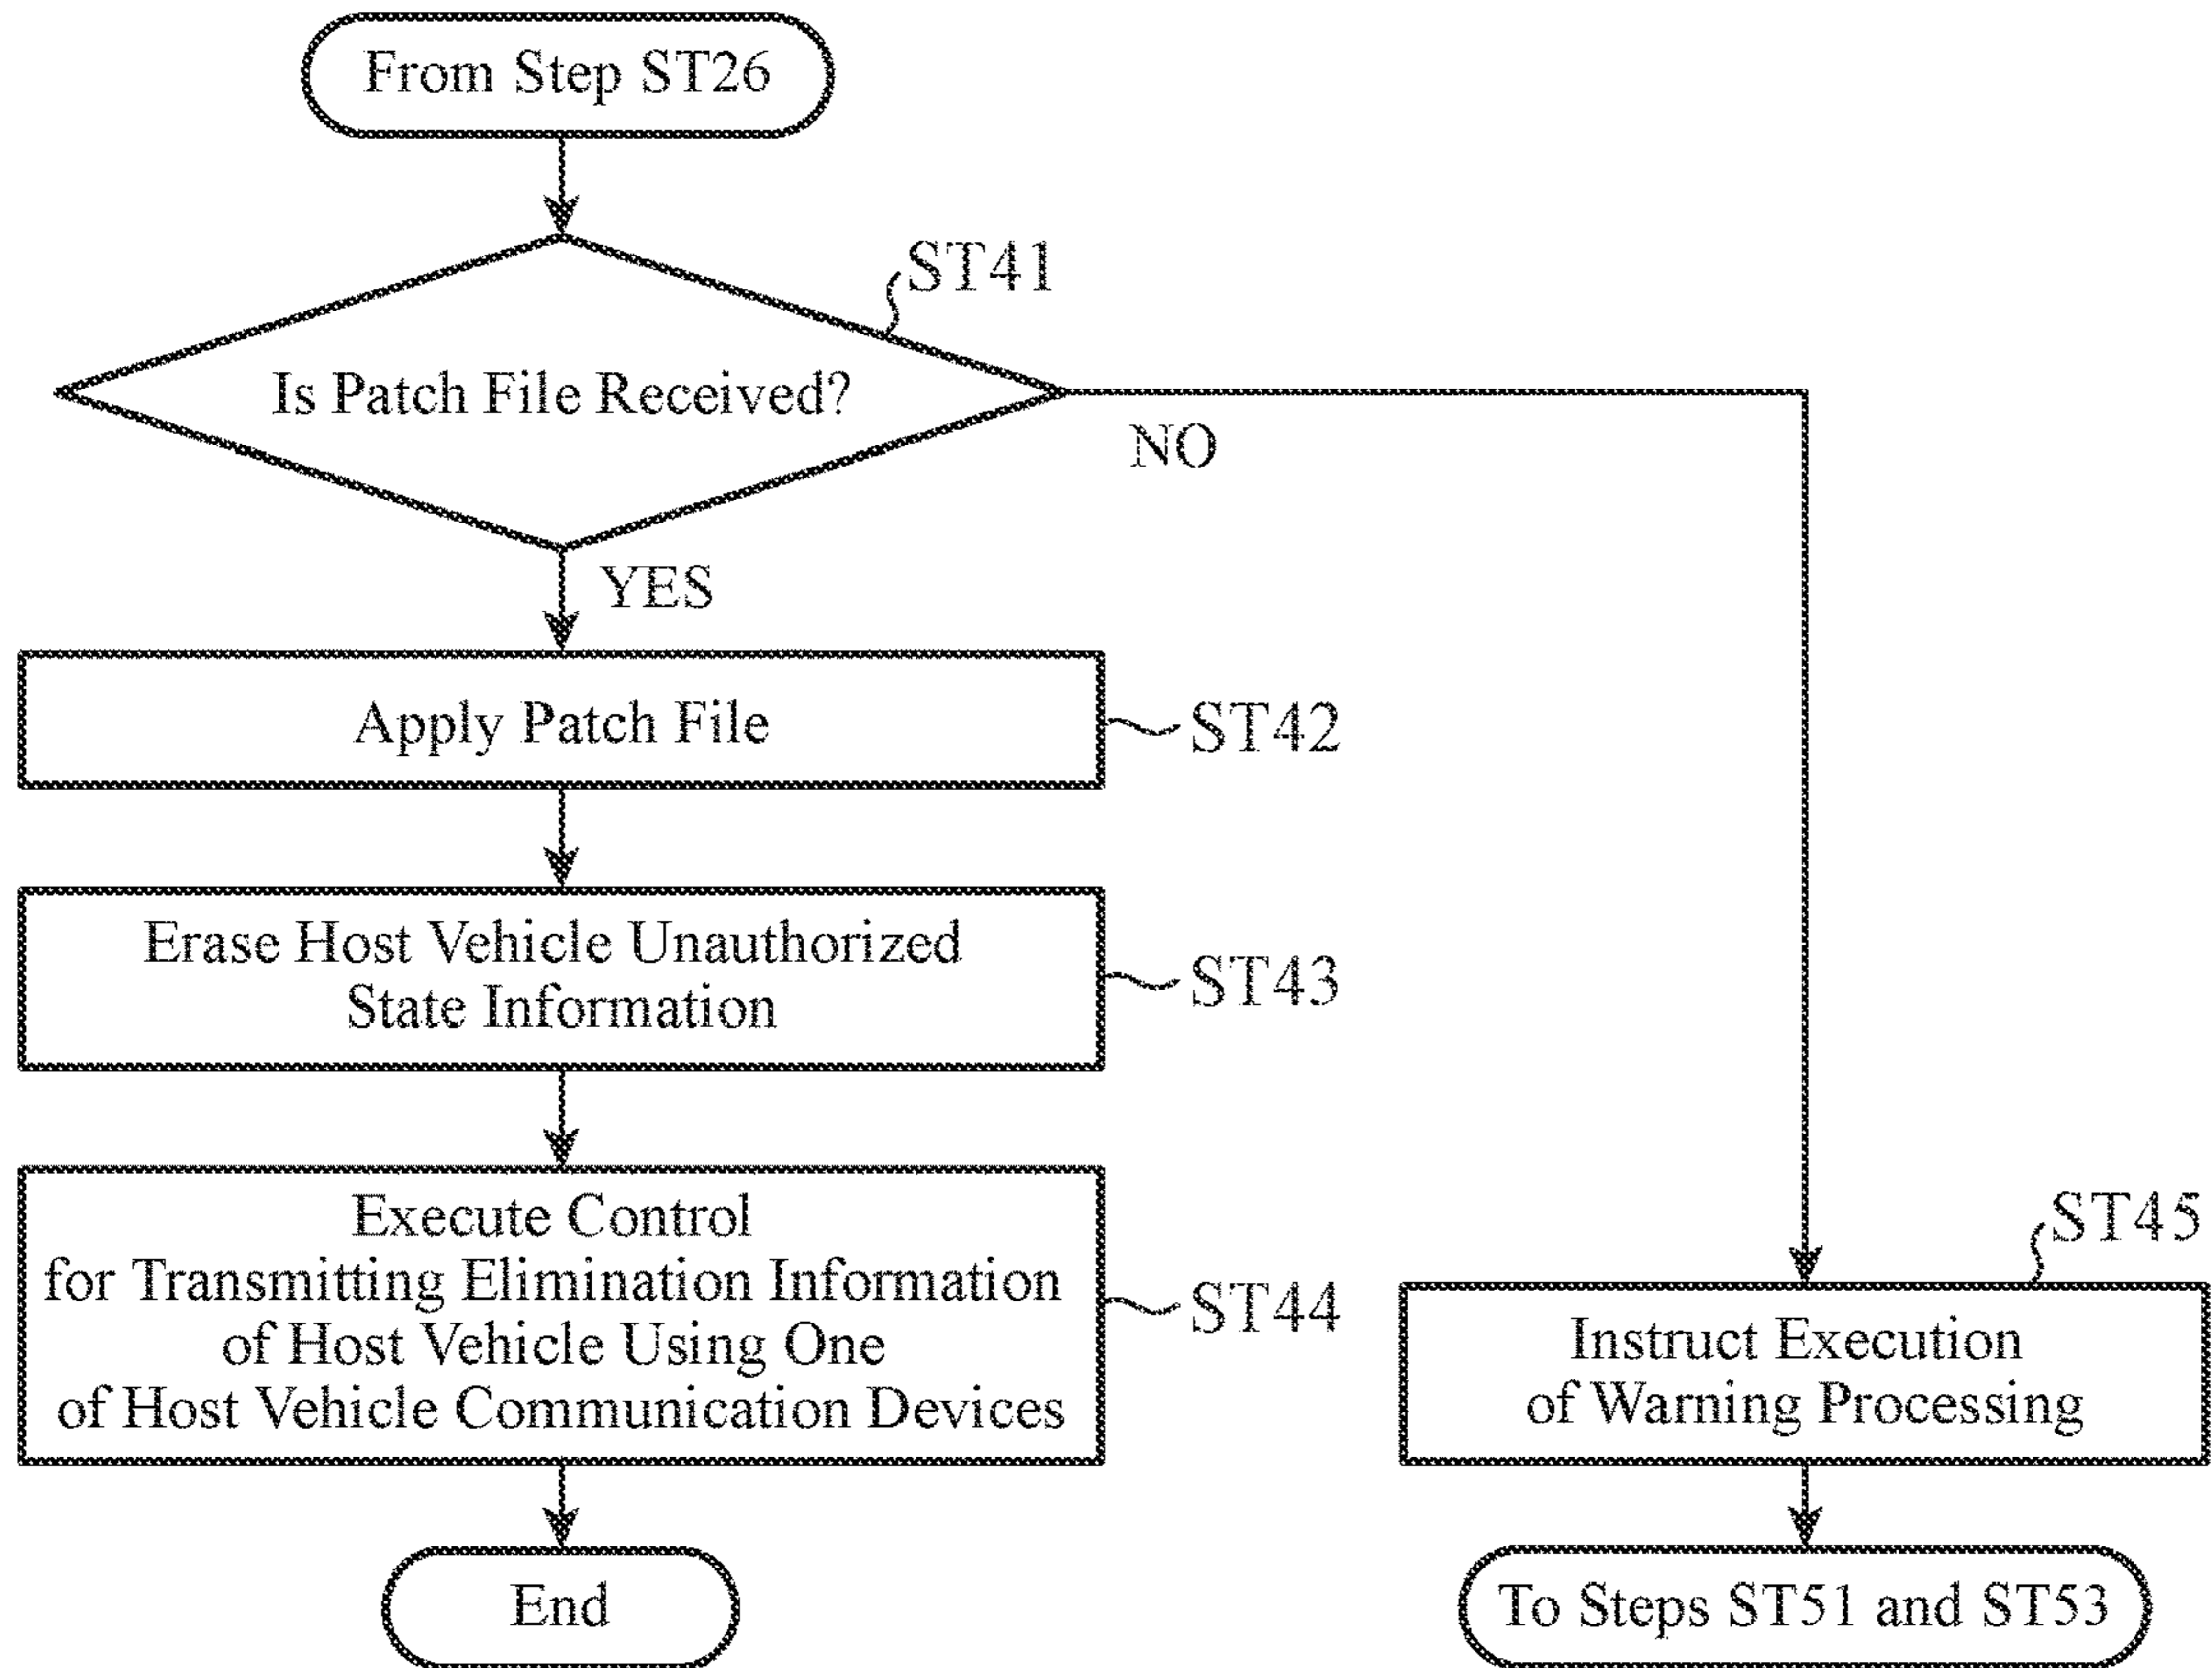 From Step ST26
ST41
Is Patch File Received?
NO
YES
Apply Patch File
ST42
Erase Host Vehicle Unauthorized
State Information
ST43
Execute Control
for Transmitting Elimination Information
of Host Vehicle Using One
of Host Vehicle Communication Devices
ST44
End
ST45
Instruct Execution
of Warning Processing
To Steps ST51 and ST53